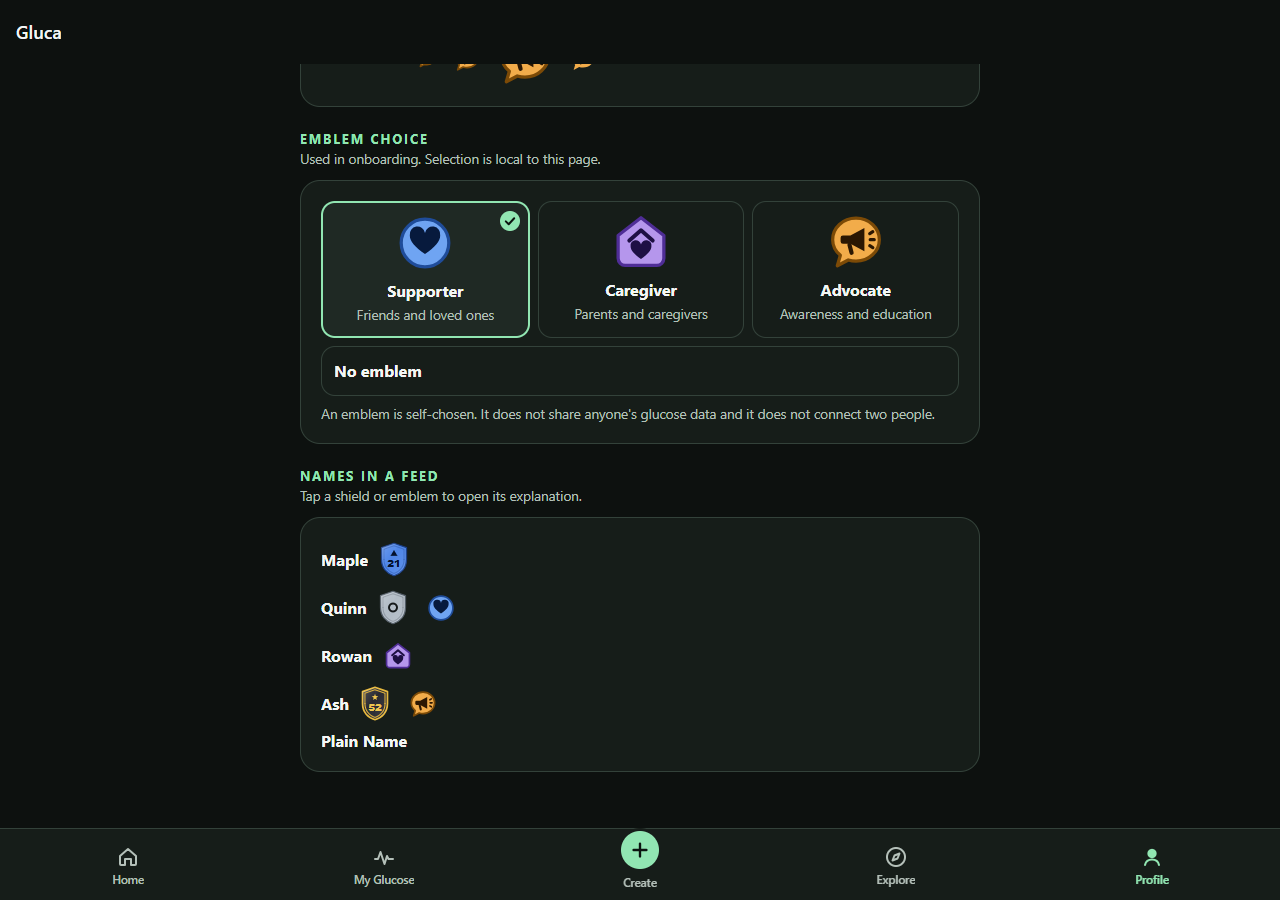 Gluca
EMBLEM CHOICE
Used in onboarding. Selection is local to this page.
Supporter
Friends and loved ones
Caregiver
Parents and caregivers
Advocate
Awareness and education
No emblem
An emblem is self-chosen. It does not share anyone's glucose data and it does not connect two people.
NAMES IN A FEED
Tap a shield or emblem to open its explanation.
Maple 21
Quinn
Rowan
Ash 52
Plain Name
Home
My Glucose
Create
Explore
Profile